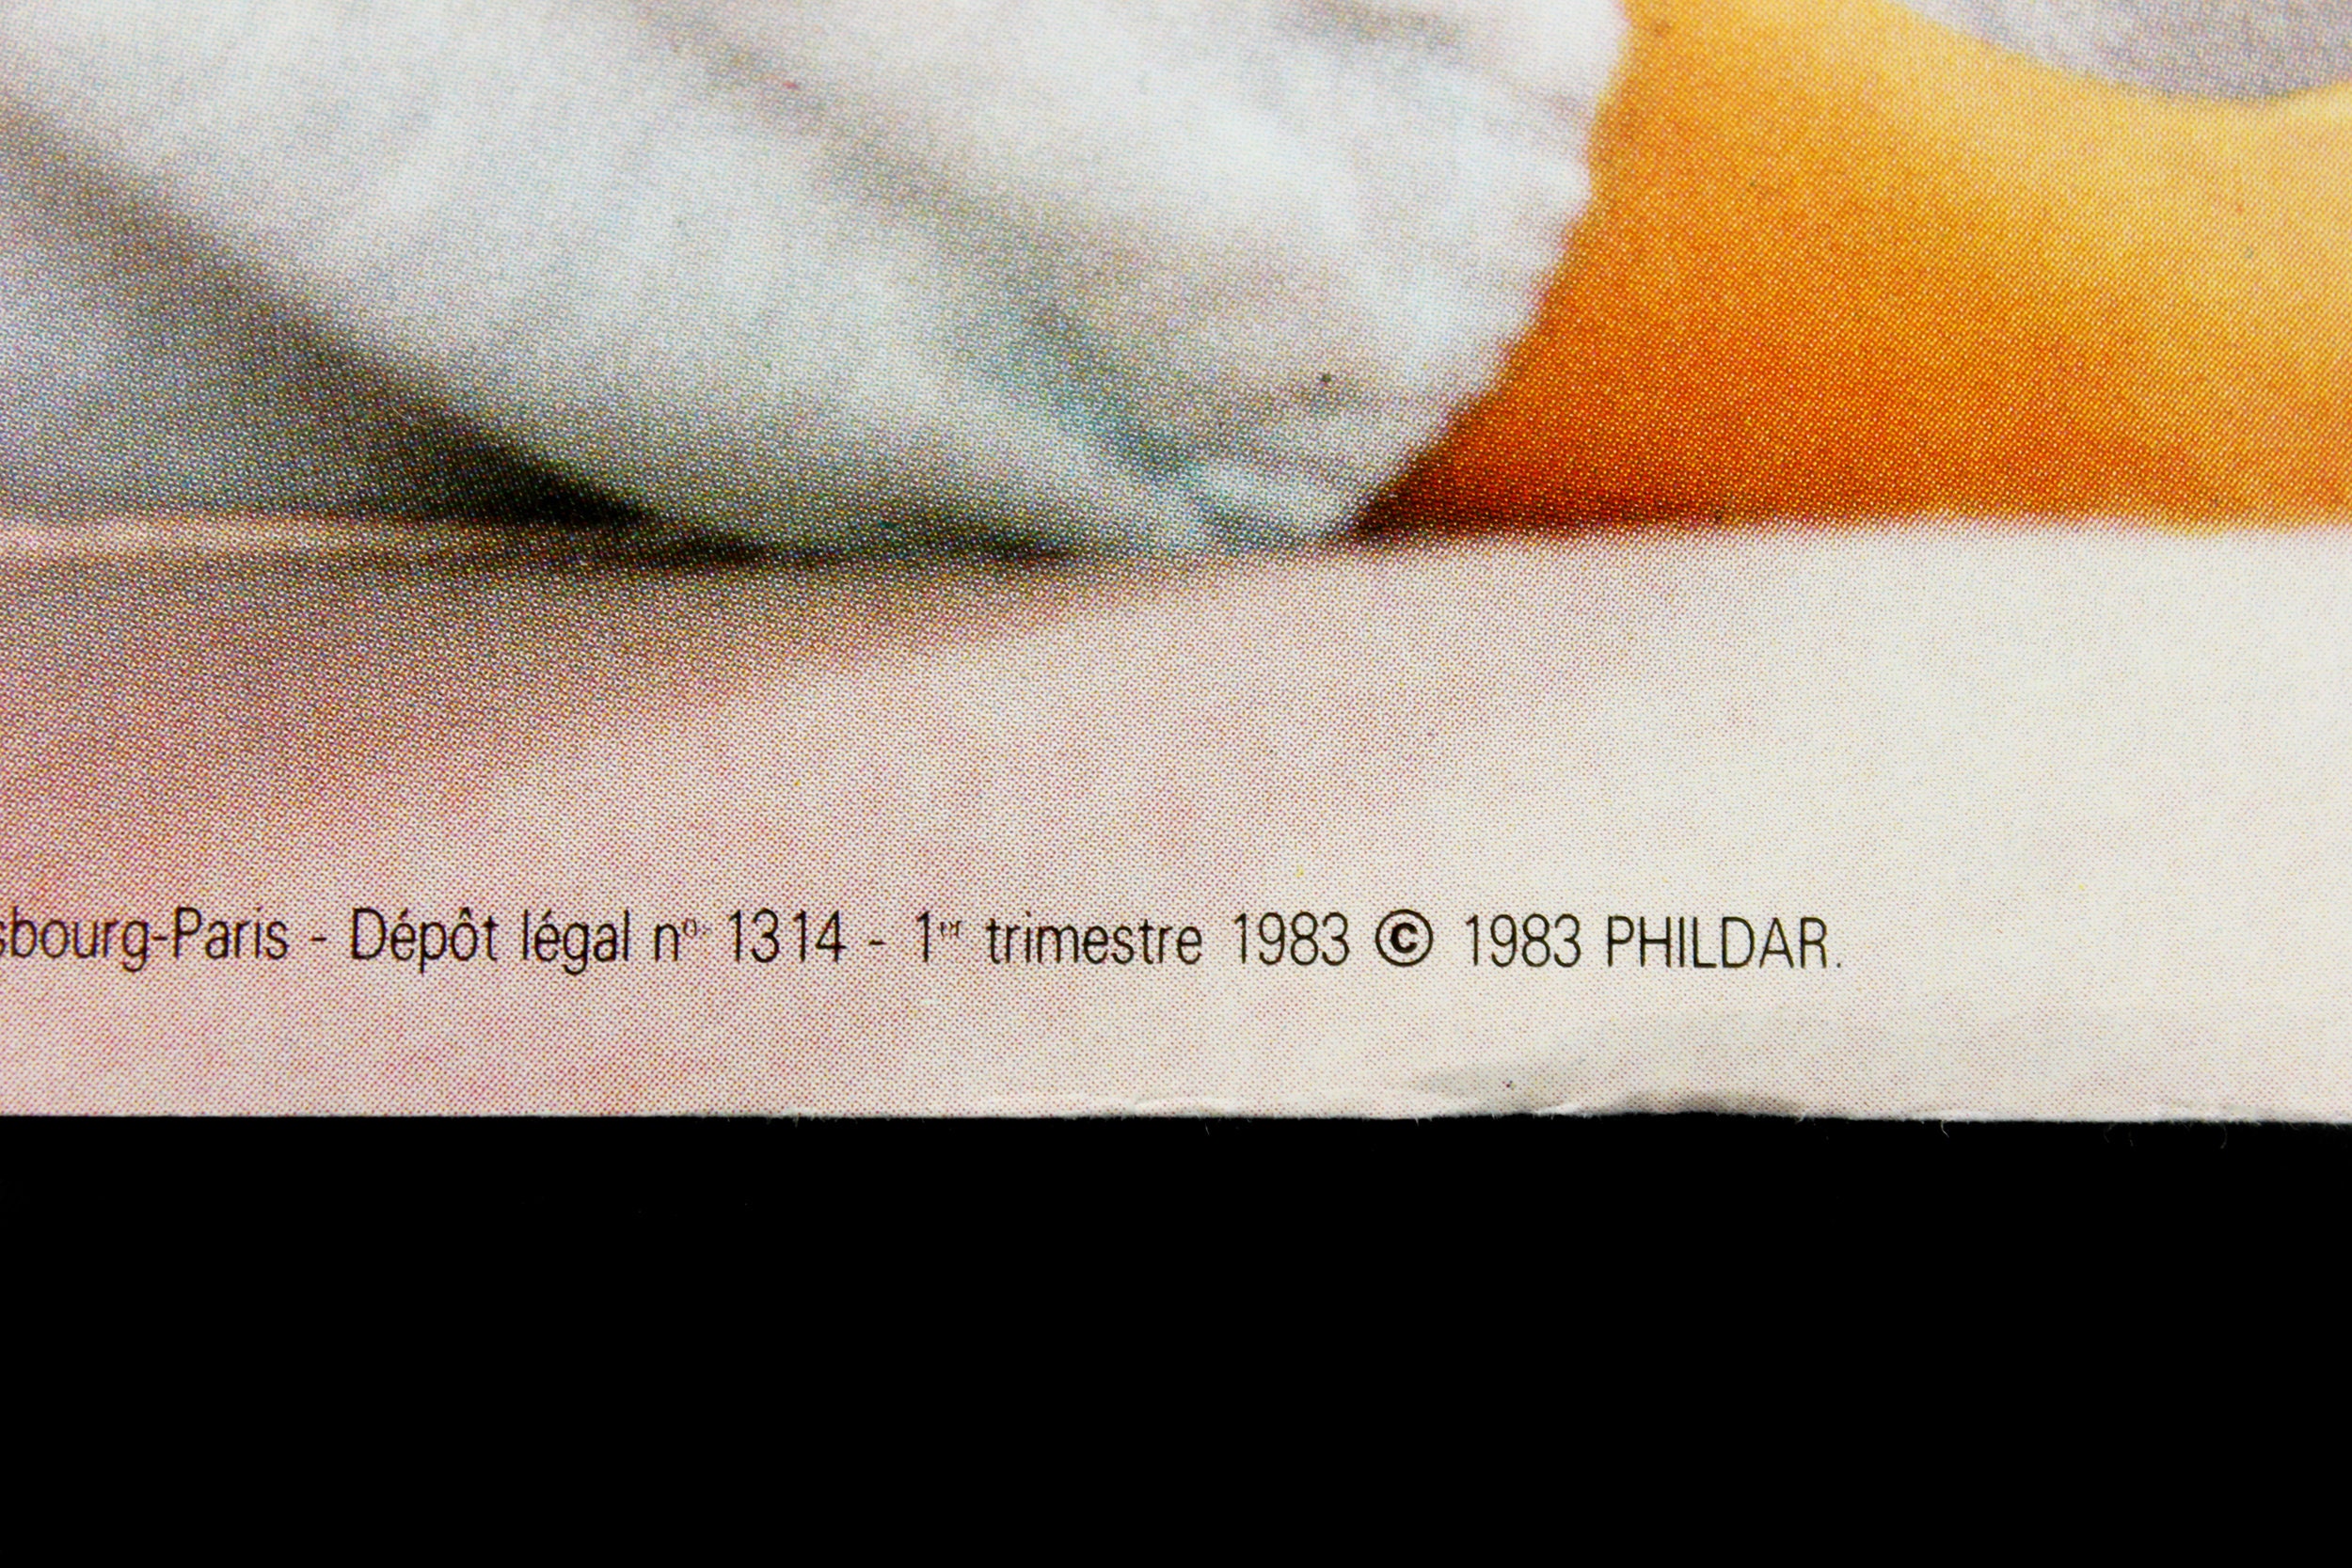 sbourg-Paris - Dépôt légal nº 1314 - 1er trimestre 1983 © 1983 PHILDAR.